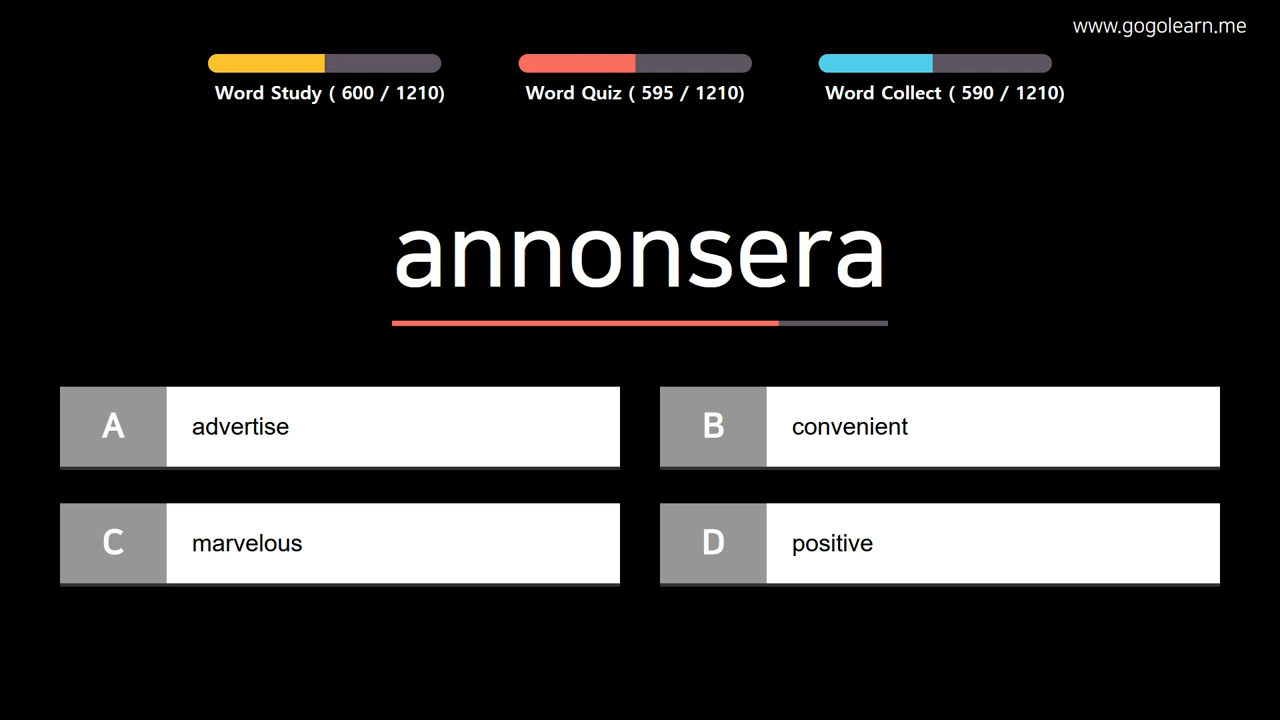 www.gogolearn.me
Word Study ( 600 / 1210)
Word Quiz ( 595 / 1210)
Word Collect ( 590 / 1210)
annonsera
A advertise
B convenient
C marvelous
D positive